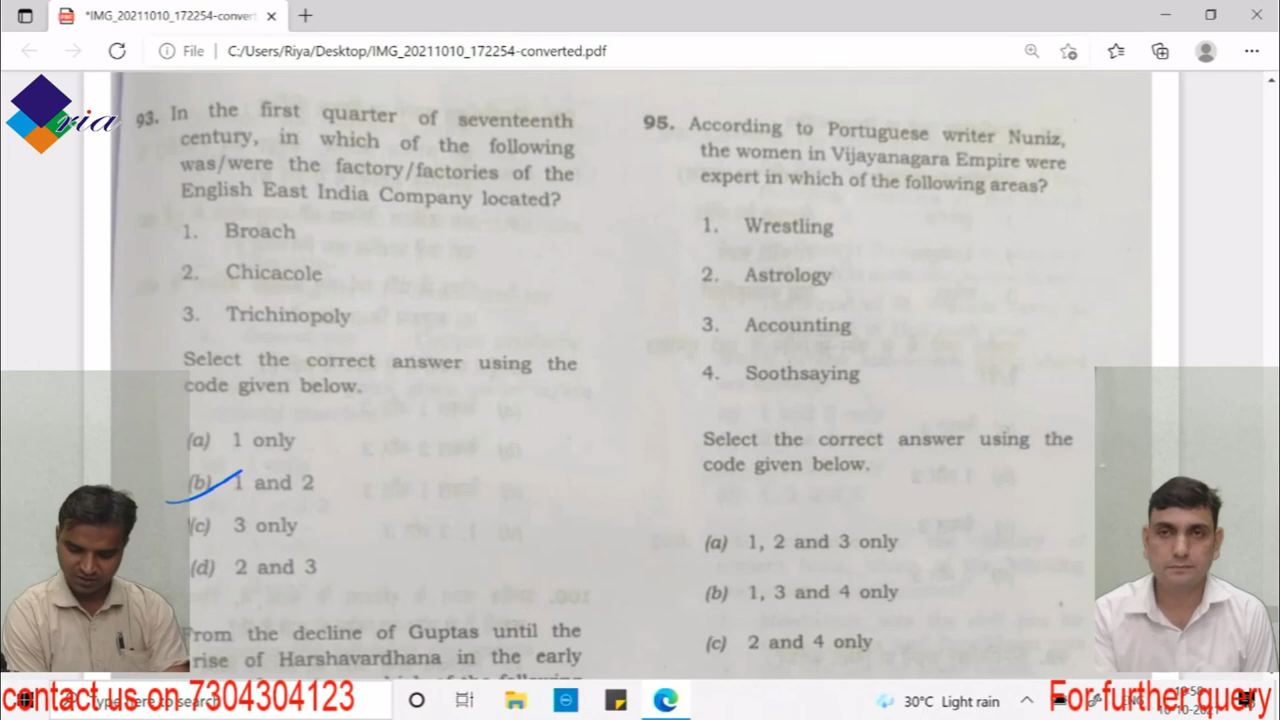 *IMG_20211010_172254-conver
File
C:/Users/Riya/Desktop/IMG_20211010_172254-converted.pdf
ria
93. In the first quarter of seventeenth
century, in which of the following
was/were the factory/factories of the
English East India Company located?
1. Broach
2. Chicacole
3. Trichinopoly
Select the correct answer using the
code given below.
(a) 1 only
(b) 1 and 2
(c) 3 only
(d) 2 and 3
From the decline of Guptas until the
rise of Harshavardhana in the early
95. According to Portuguese writer Nuniz,
the women in Vijayanagara Empire were
expert in which of the following areas?
1. Wrestling
2. Astrology
3. Accounting
4. Soothsaying
Select the correct answer using the
code given below.
(a) 1, 2 and 3 only
(b) 1, 3 and 4 only
(c) 2 and 4 only
contact us on 7304304123
Type here to search
30°C Light rain
For further query